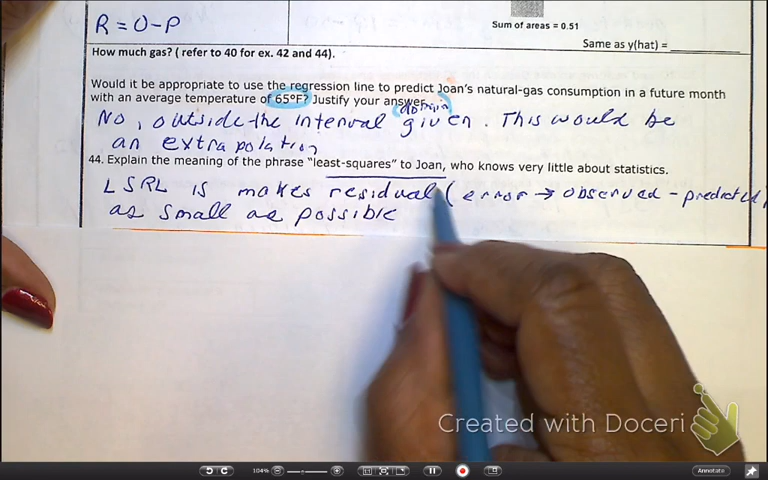 R = O - P
Sum of areas = 0.51
How much gas? ( refer to 40 for ex. 42 and 44).
Same as y(hat) =
Would it be appropriate to use the regression line to predict Joan's natural-gas consumption in a future month
with an average temperature of 65°F? Justify your answer.
(domain)
No, outside the interval given. This would be
an extrapolation
44. Explain the meaning of the phrase "least-squares" to Joan, who knows very little about statistics.
LSRL is makes residual (error → observed - predicted)
as small as possible
Created with Doceri
104%
Annotate